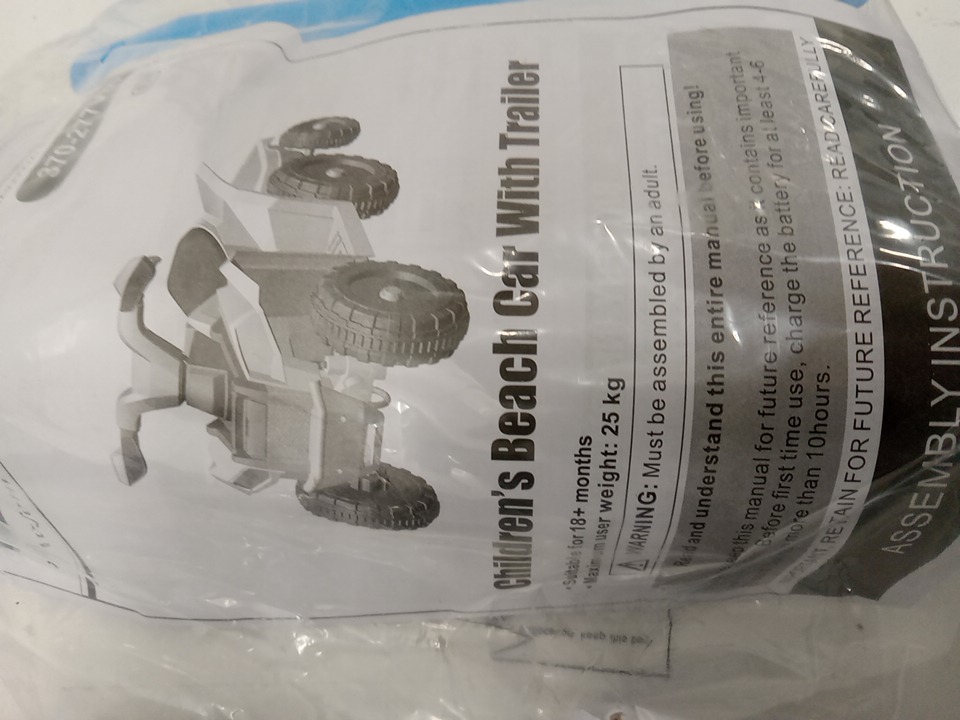 Children's Beach Car With Trailer
•Suitable for18+ months
•Maximum user weight: 25 kg
WARNING: Must be assembled by an adult.
Read and understand this entire manual before using!
this manual for future reference as it contains important
Before first time use, charge the battery for at least 4-6
more than 10hours.
RETAIN FOR FUTURE REFERENCE: READ CAREFULLY
ASSEMBLY INSTRUCTION